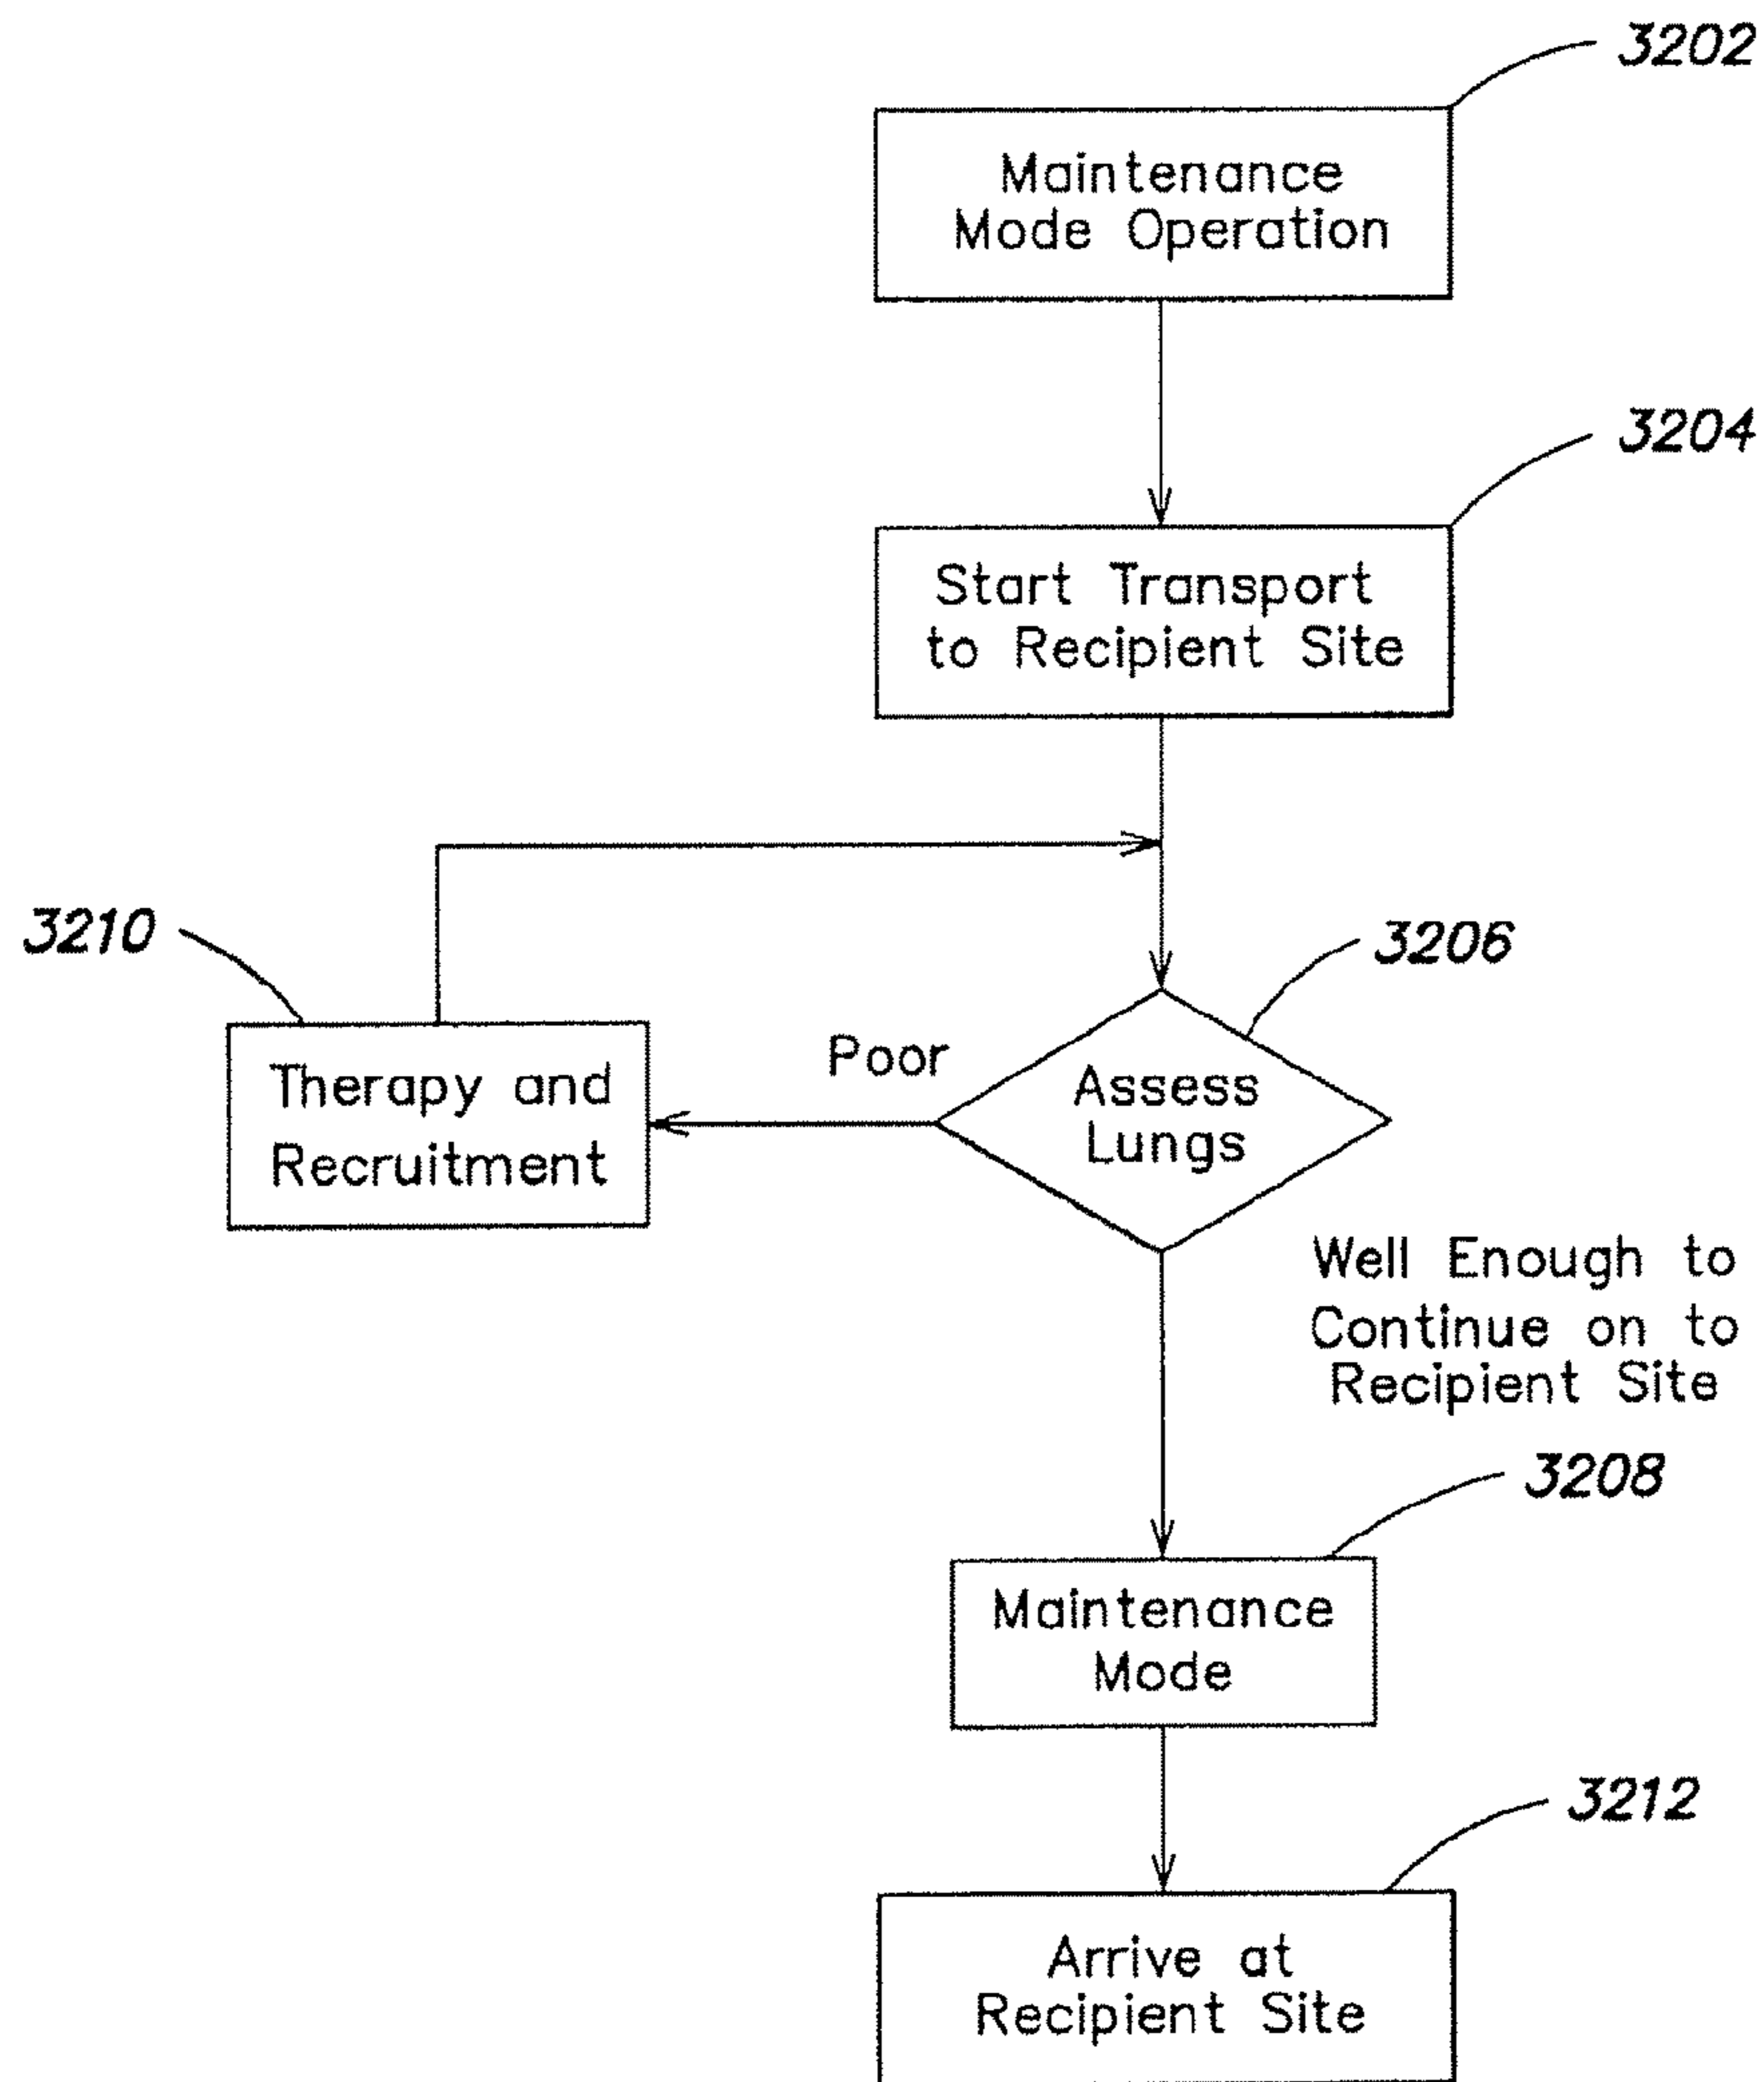 3202
Maintenance
Mode Operation
3204
Start Transport
to Recipient Site
3210
Therapy and
Recruitment
Poor
3206
Assess
Lungs
Well Enough to
Continue on to
Recipient Site
3208
Maintenance
Mode
3212
Arrive at
Recipient Site